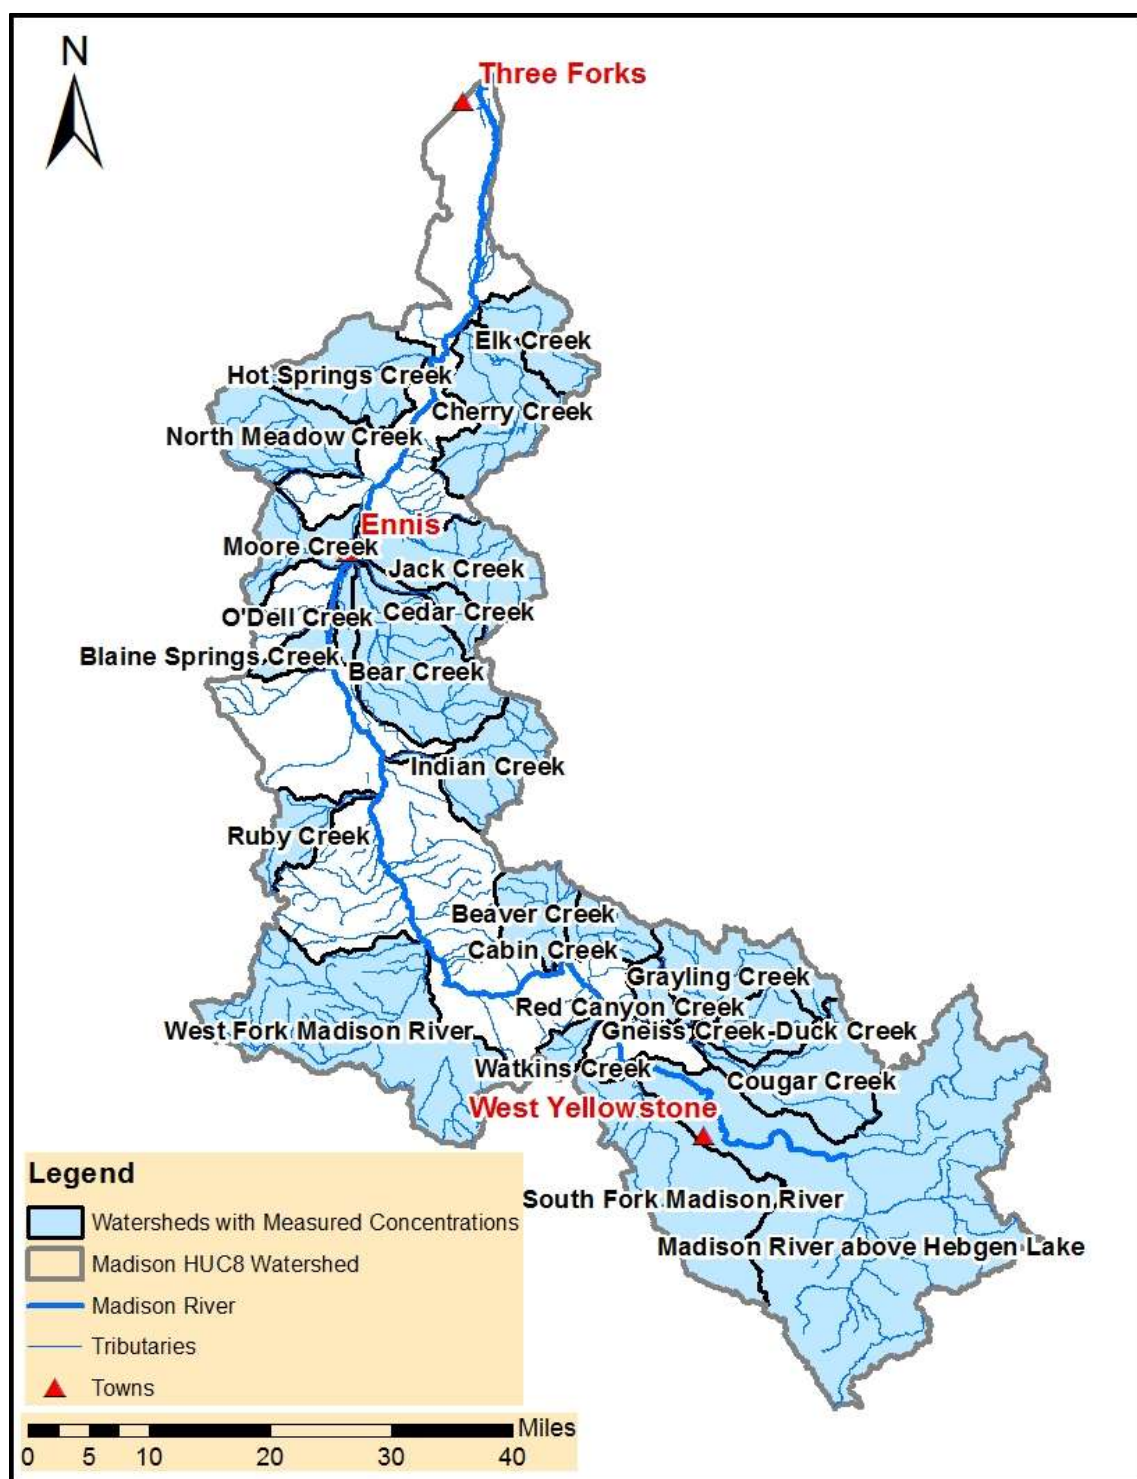 N
Three Forks
Elk Creek
Hot Springs Creek
Cherry Creek
North Meadow Creek
Ennis
Moore Creek
Jack Creek
Cedar Creek
O'Dell Creek
Blaine Springs Creek
Bear Creek
Indian Creek
Ruby Creek
Beaver Creek
Cabin Creek
Grayling Creek
Red Canyon Creek
West Fork Madison River
Gneiss Creek-Duck Creek
Watkins Creek
Cougar Creek
West Yellowstone
South Fork Madison River
Madison River above Hebgen Lake
Legend
Watersheds with Measured Concentrations
Madison HUC8 Watershed
Madison River
Tributaries
Towns
Miles
0 5 10 20 30 40